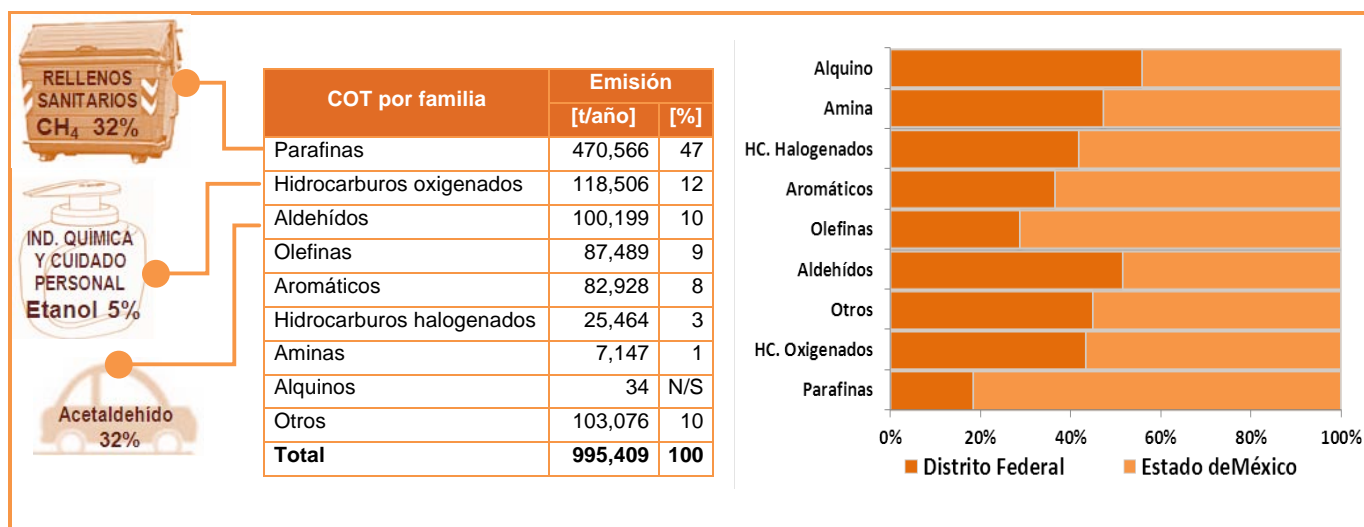 RELLENOS
SANITARIOS
CH₄ 32%
IND. QUÍMICA
Y CUIDADO
PERSONAL
Etanol 5%
Acetaldehído
32%
COT por familia Emisión
[t/año] [%]
Parafinas 470,566 47
Hidrocarburos oxigenados 118,506 12
Aldehídos 100,199 10
Olefinas 87,489 9
Aromáticos 82,928 8
Hidrocarburos halogenados 25,464 3
Aminas 7,147 1
Alquinos 34 N/S
Otros 103,076 10
Total 995,409 100
Alquino
Amina
HC. Halogenados
Aromáticos
Olefinas
Aldehídos
Otros
HC. Oxigenados
Parafinas
0% 20% 40% 60% 80% 100%
Distrito Federal Estado deMéxico